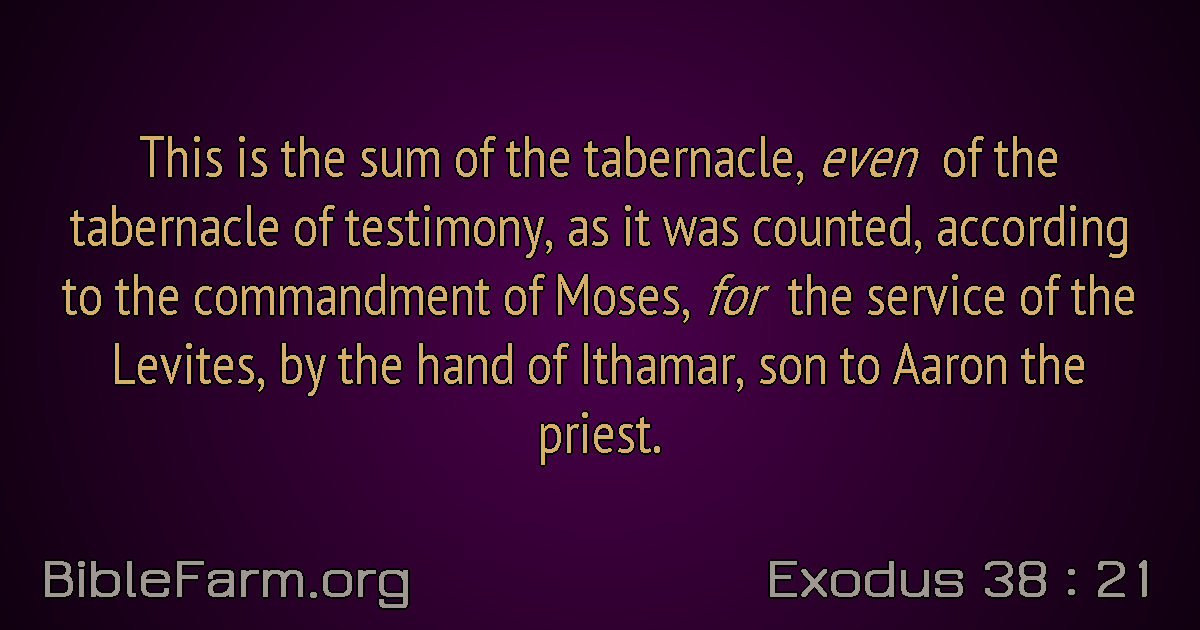 This is the sum of the tabernacle, even of the
tabernacle of testimony, as it was counted, according
to the commandment of Moses, for the service of the
Levites, by the hand of Ithamar, son to Aaron the
priest.
BibleFarm.org
Exodus 38 : 21